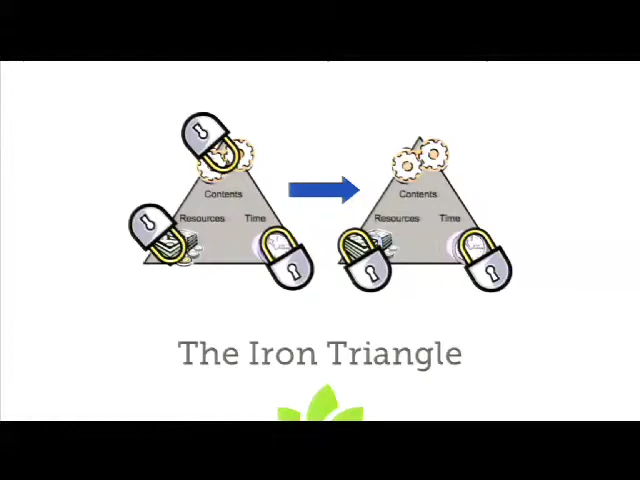 Contents
Resources Time
Contents
Resources Time
The Iron Triangle